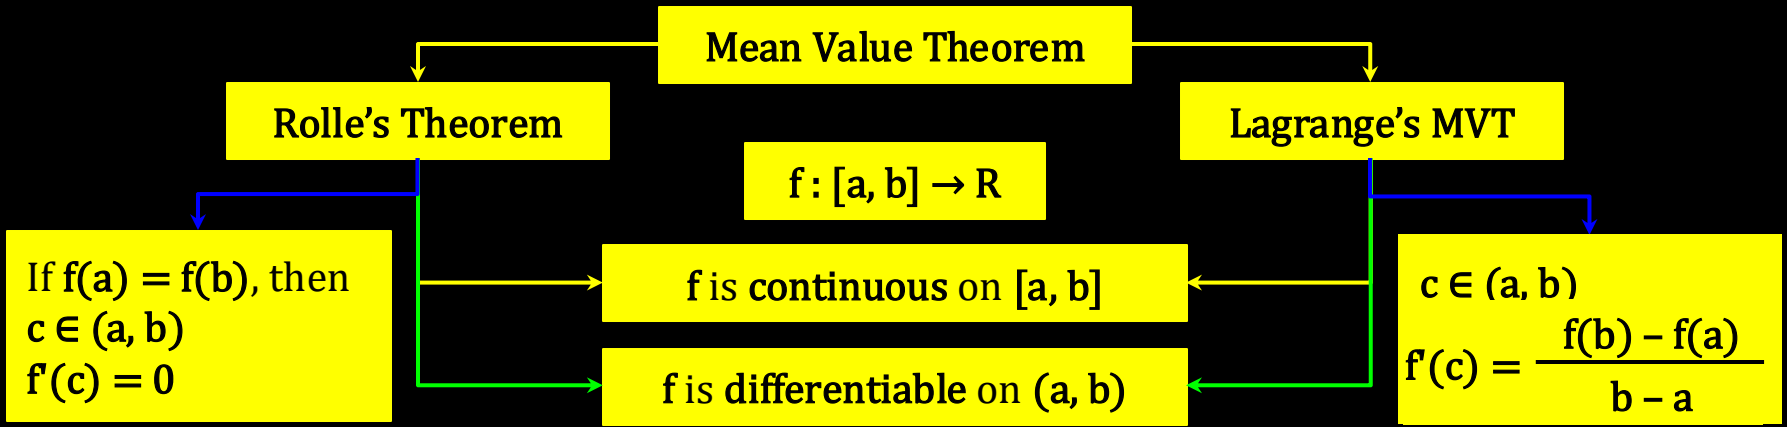 Mean Value Theorem
Rolle’s Theorem
Lagrange’s MVT
f : [a, b] → R
If f(a) = f(b), then
c ∈ (a, b)
f'(c) = 0
f is continuous on [a, b]
f is differentiable on (a, b)
c ∈ (a, b)
f(b) – f(a)
f'(c) =
b – a